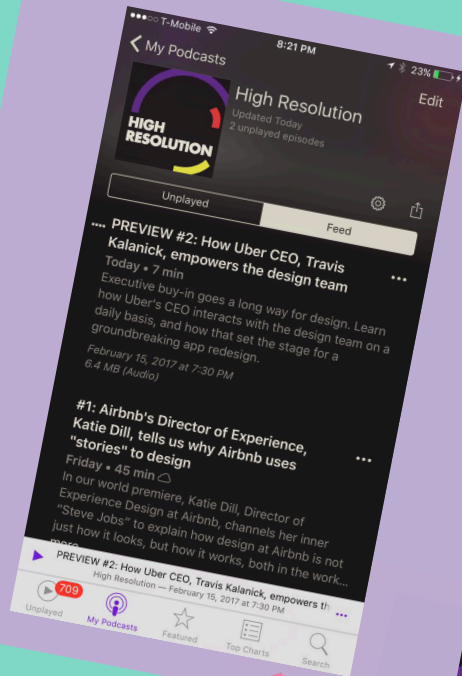 T-Mobile
8:21 PM
23%
My Podcasts
Edit
HIGH
RESOLUTION
High Resolution
Updated Today
2 unplayed episodes
Unplayed
Feed
PREVIEW #2: How Uber CEO, Travis
Kalanick, empowers the design team
Today • 7 min
Executive buy-in goes a long way for design. Learn
how Uber's CEO interacts with the design team on a
daily basis, and how that set the stage for a
groundbreaking app redesign.
February 15, 2017 at 7:30 PM
6.4 MB (Audio)
#1: Airbnb's Director of Experience,
Katie Dill, tells us why Airbnb uses
"stories" to design
Friday • 45 min
In our world premiere, Katie Dill, Director of
Experience Design at Airbnb, channels her inner
"Steve Jobs" to explain how design at Airbnb is not
just how it looks, but how it works, both in the work...
more
PREVIEW #2: How Uber CEO, Travis Kalanick, empowers th
High Resolution — February 15, 2017 at 7:30 PM
709
Unplayed
My Podcasts
Featured
Top Charts
Search